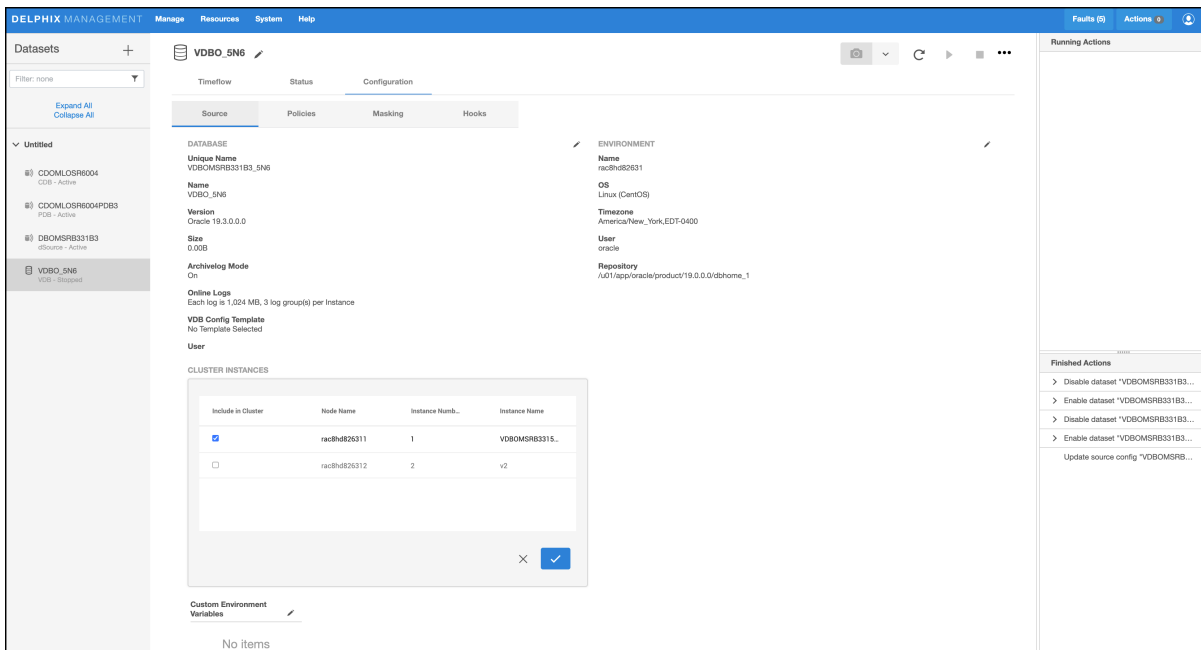 DELPHIX MANAGEMENT Manage Resources System Help Faults (5) Actions 0
Datasets
Filter: none
Expand All
Collapse All
Untitled
CDOMLOSR6004
CDB - Active
CDOMLOSR6004PDB3
PDB - Active
DBOMSRB331B3
dSource - Active
VDBO_5N6
VDB - Stopped
VDBO_5N6
Timeflow Status Configuration
Source Policies Masking Hooks
DATABASE
Unique Name
VDBOMSRB331B3_5N6
Name
VDBO_5N6
Version
Oracle 19.3.0.0.0
Size
0.00B
Archivelog Mode
On
Online Logs
Each log is 1,024 MB, 3 log group(s) per Instance
VDB Config Template
No Template Selected
User
ENVIRONMENT
Name
rac8hd82631
OS
Linux (CentOS)
Timezone
America/New_York,EDT-0400
User
oracle
Repository
/u01/app/oracle/product/19.0.0.0/dbhome_1
CLUSTER INSTANCES
Include in Cluster Node Name Instance Numb... Instance Name
rac8hd826311 1 VDBOMSRB3315...
rac8hd826312 2 v2
Custom Environment
Variables
No items
Running Actions
Finished Actions
Disable dataset "VDBOMSRB331B3...
Enable dataset "VDBOMSRB331B3...
Disable dataset "VDBOMSRB331B3...
Enable dataset "VDBOMSRB331B3...
Update source config "VDBOMSRB...